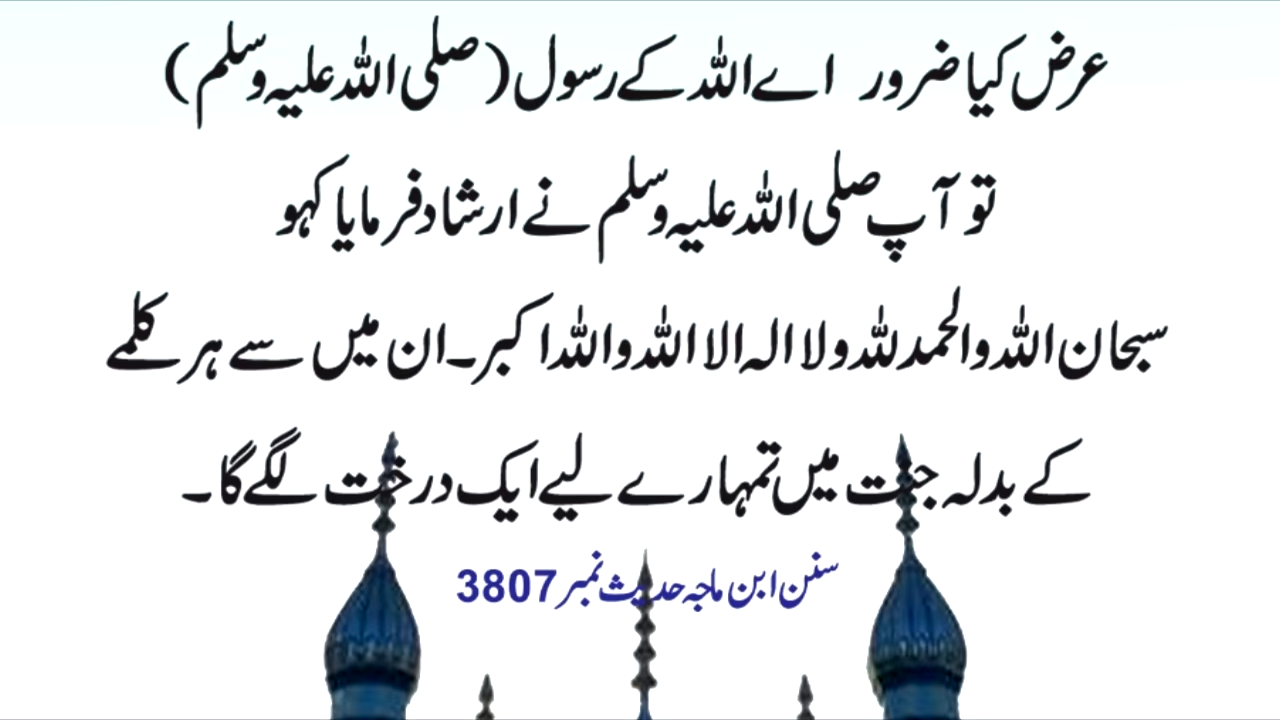 عرض کیا ضرور اے اللہ کے رسول (صلی اللہ علیہ وسلم)
تو آپ صلی اللہ علیہ وسلم نے ارشاد فرمایا کہو
سبحان اللہ والحمد للہ ولا الہ الا اللہ واللہ اکبر۔ ان میں سے ہر کلمے
کے بدلہ جنت میں تمہارے لیے ایک درخت لگے گا۔
سنن ابن ماجہ حدیث نمبر 3807